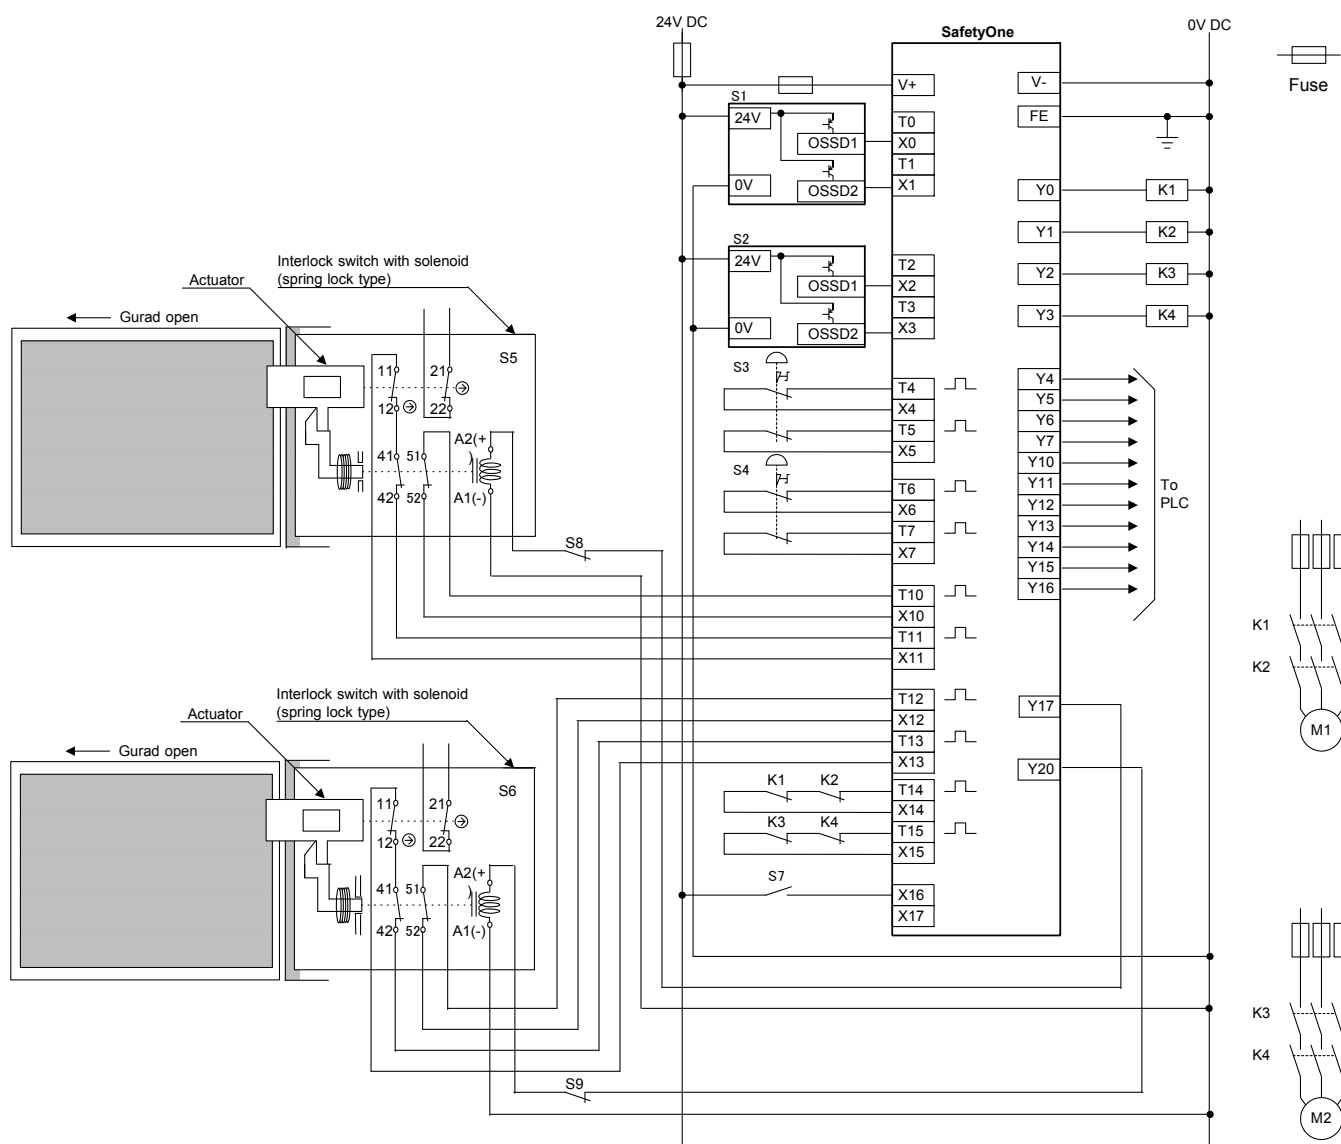 24V DC
0V DC
SafetyOne
Fuse
V+
V-
S1
24V
OSSD1
0V
OSSD2
T0
X0
T1
X1
FE
Y0
K1
Y1
K2
Y2
K3
Y3
K4
S2
24V
OSSD1
0V
OSSD2
T2
X2
T3
X3
Interlock switch with solenoid
(spring lock type)
Actuator
Gurad open
S5
11
21
12
22
A2(+
)
41
51
42
52
A1(-)
S3
T4
X4
T5
X5
S4
T6
X6
T7
X7
Y4
Y5
Y6
Y7
Y10
Y11
Y12
Y13
Y14
Y15
Y16
To
PLC
S8
T10
X10
T11
X11
K1
K2
M1
Interlock switch with solenoid
(spring lock type)
Actuator
Gurad open
S6
11
21
12
22
A2(+
)
41
51
42
52
A1(-)
T12
X12
T13
X13
Y17
Y20
K1
K2
T14
X14
K3
K4
T15
X15
S7
X16
X17
S9
K3
K4
M2